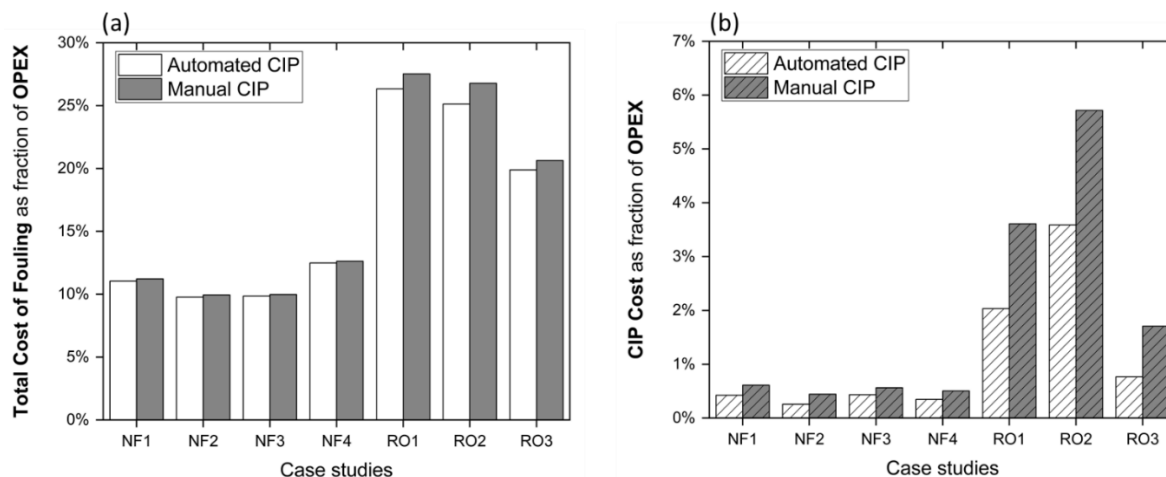 (a)
Total Cost of Fouling as fraction of OPEX
30%
25%
20%
15%
10%
5%
0%
Automated CIP
Manual CIP
NF1 NF2 NF3 NF4 RO1 RO2 RO3
Case studies
(b)
CIP Cost as fraction of OPEX
7%
6%
5%
4%
3%
2%
1%
0%
Automated CIP
Manual CIP
NF1 NF2 NF3 NF4 RO1 RO2 RO3
Case studies